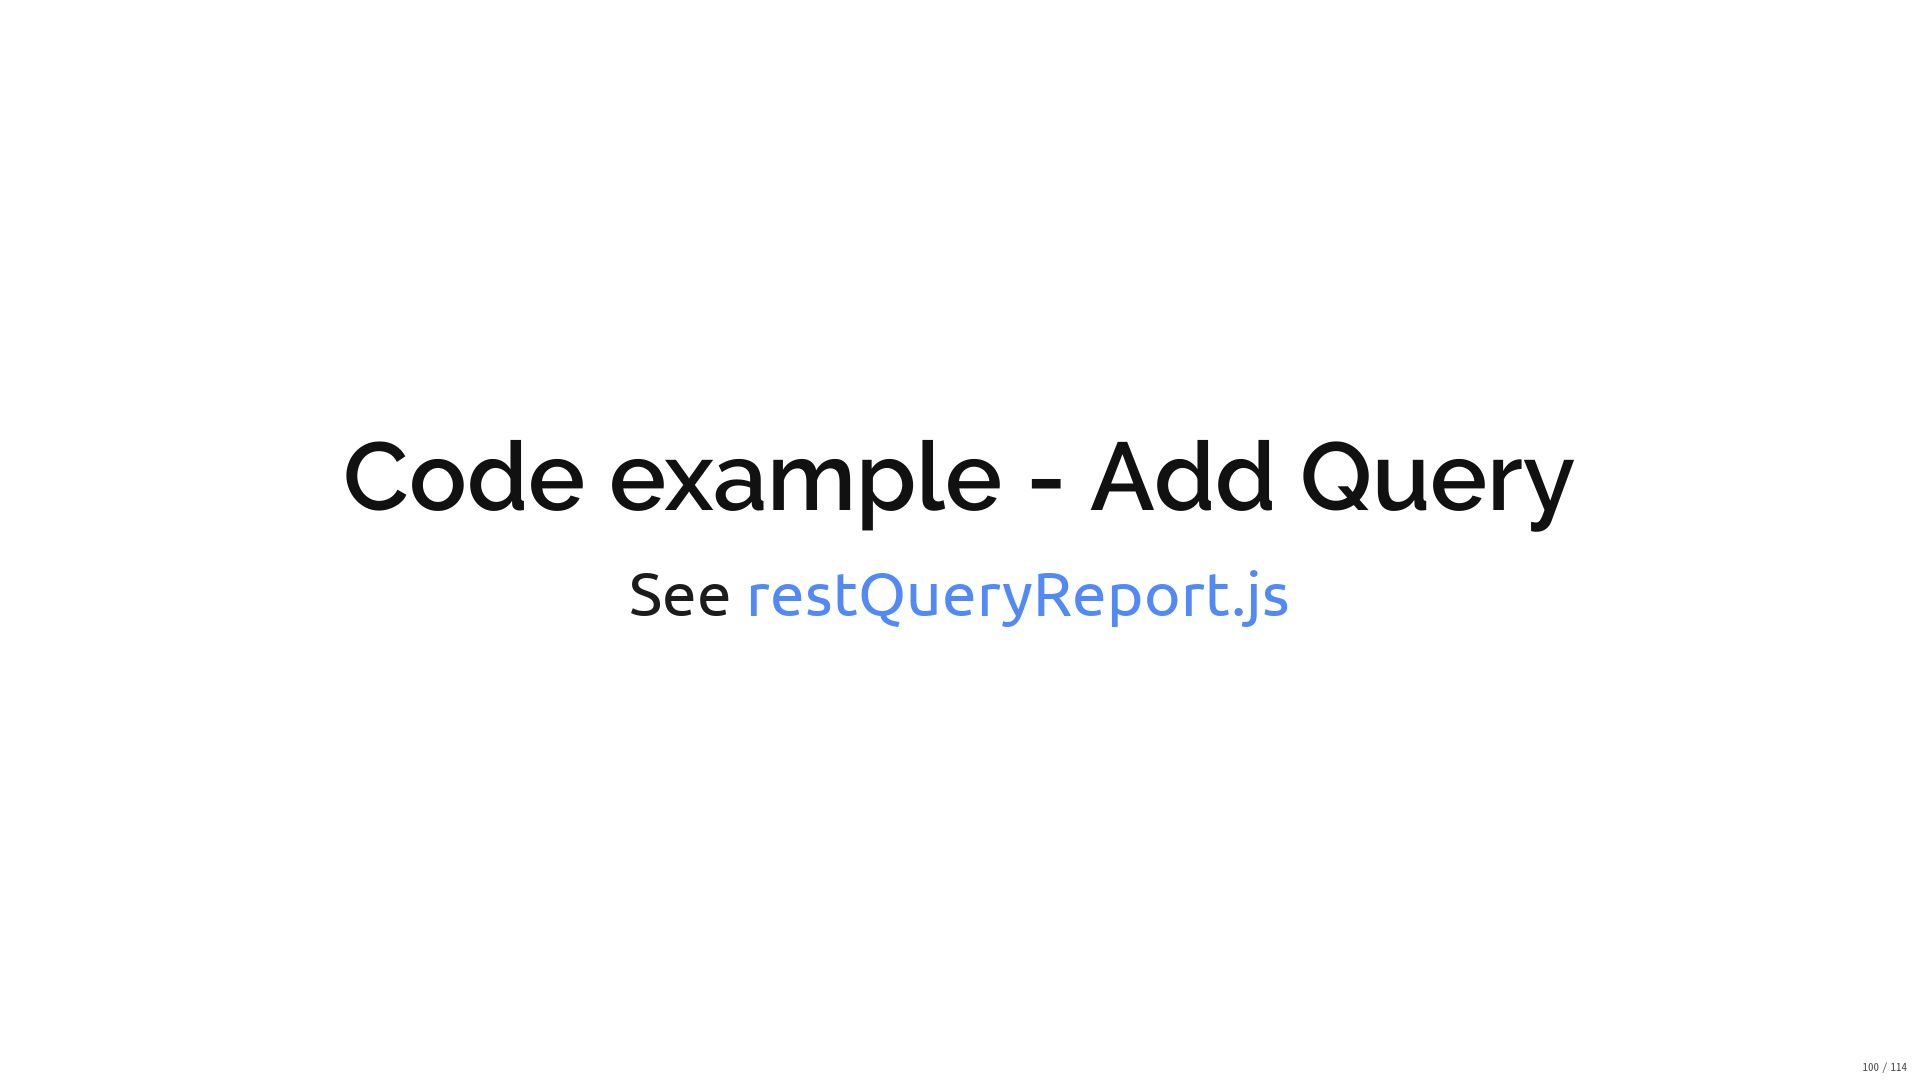 Code example - Add Query
See restQueryReport.js
100 / 114